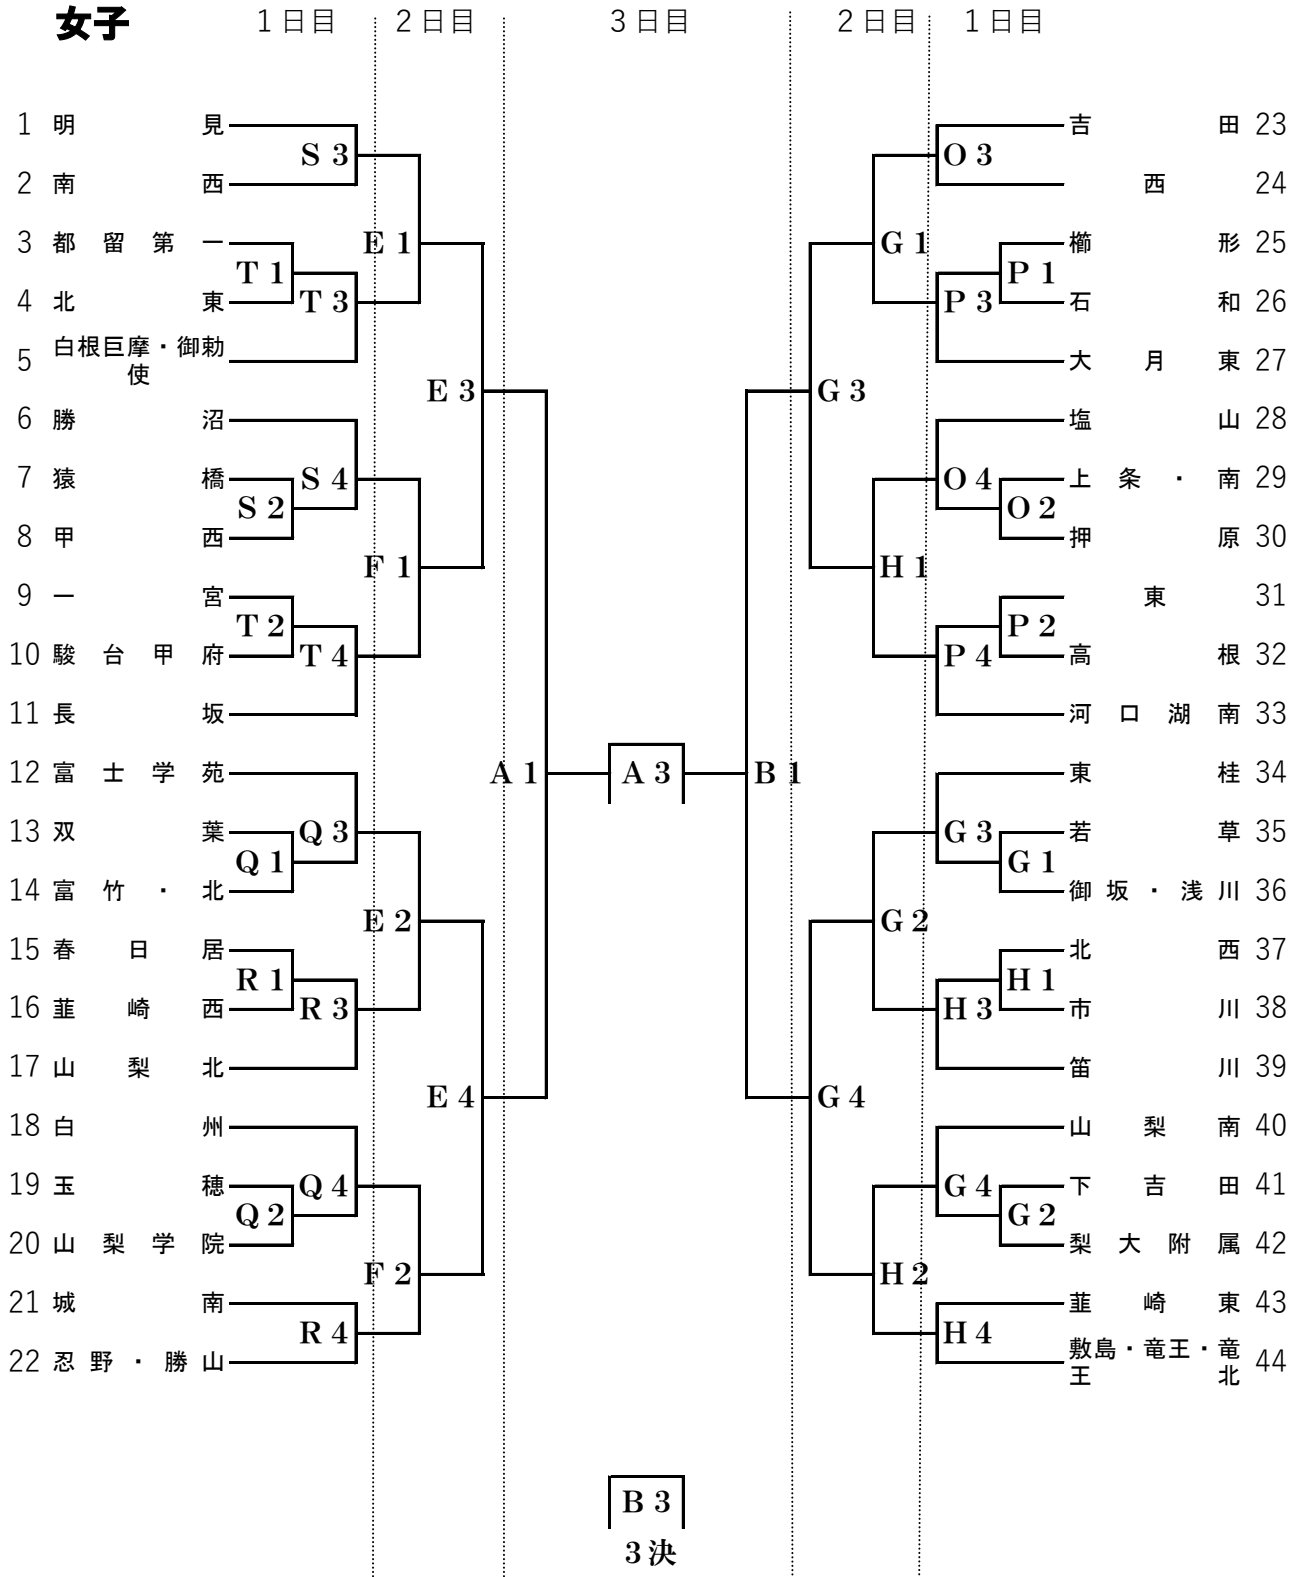 女子 1日目 2日目 3日目 2日目 1日目
1 明見
S 3
2 南西
3 都留第一
E 1
T 1
4 北東
T 3
5 白根巨摩・御勅
使
E 3
6 勝沼
7 猿橋
S 4
S 2
8 甲西
F 1
9 一宮
T 2
10 駿台甲府
T 4
11 長坂
12 富士学苑
A 1
13 双葉
Q 3
Q 1
14 富竹・北
E 2
15 春日居
R 1
16 韮崎西
R 3
17 山梨北
E 4
18 白州
19 玉穂
Q 4
Q 2
20 山梨学院
F 2
21 城南
R 4
22 忍野・勝山
A 3
B 3
3決
吉田 23
O 3
西 24
櫛形 25
G 1
P 1
石和 26
P 3
大月東 27
G 3
塩山 28
上条・南 29
O 4
O 2
押原 30
H 1
東 31
P 2
高根 32
P 4
河口湖南 33
東桂 34
B 1
若草 35
G 3
G 1
御坂・浅川 36
G 2
北西 37
H 1
市川 38
H 3
笛川 39
G 4
山梨南 40
下吉田 41
G 4
G 2
梨大附属 42
H 2
韮崎東 43
H 4
敷島・竜王・竜
王北 44